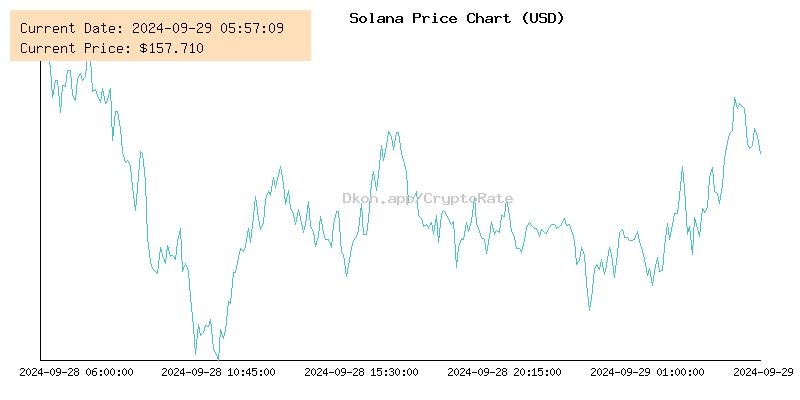 Solana Price Chart (USD)
Current Date: 2024-09-29 05:57:09
Current Price: $157.710
Dkon.app/CryptoRate
2024-09-28 06:00:00 2024-09-28 10:45:00 2024-09-28 15:30:00 2024-09-28 20:15:00 2024-09-29 01:00:00 2024-09-29